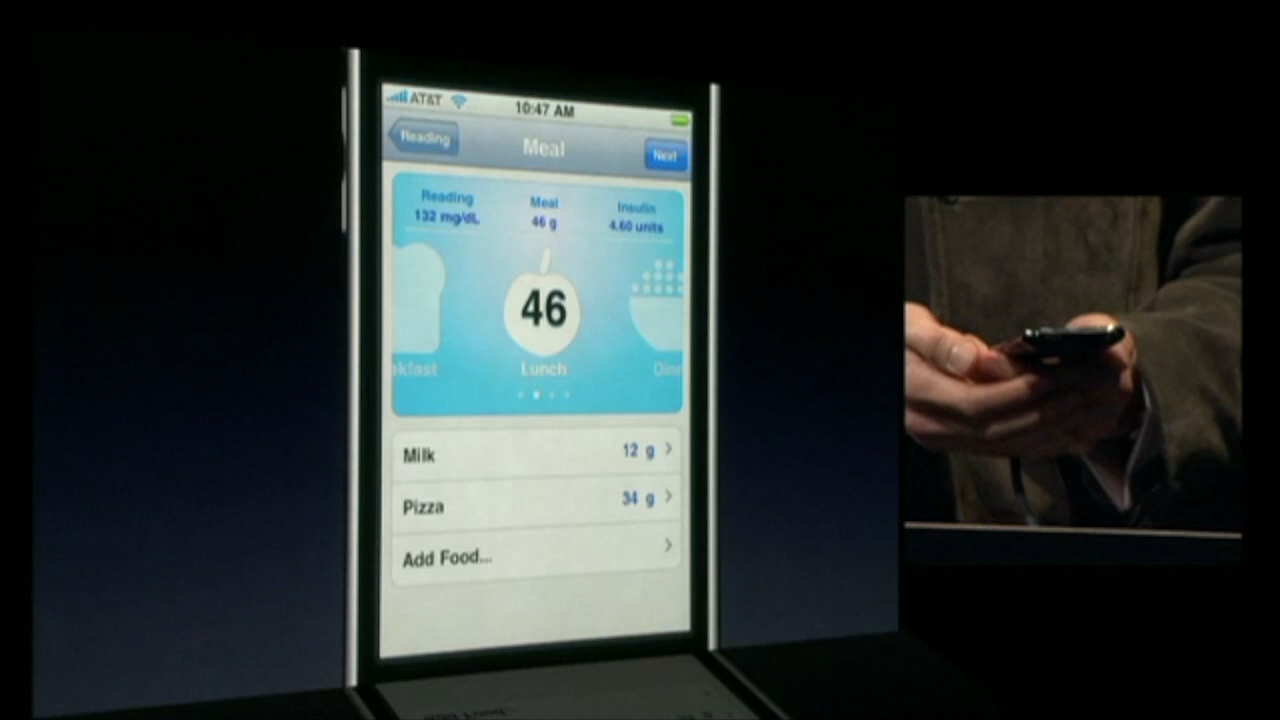 AT&T 10:47 AM
Reading Meal Next
Reading Meal Insulin
132 mg/dL 46 g 4.60 units
46
Lunch
Milk 12 g
Pizza 34 g
Add Food...